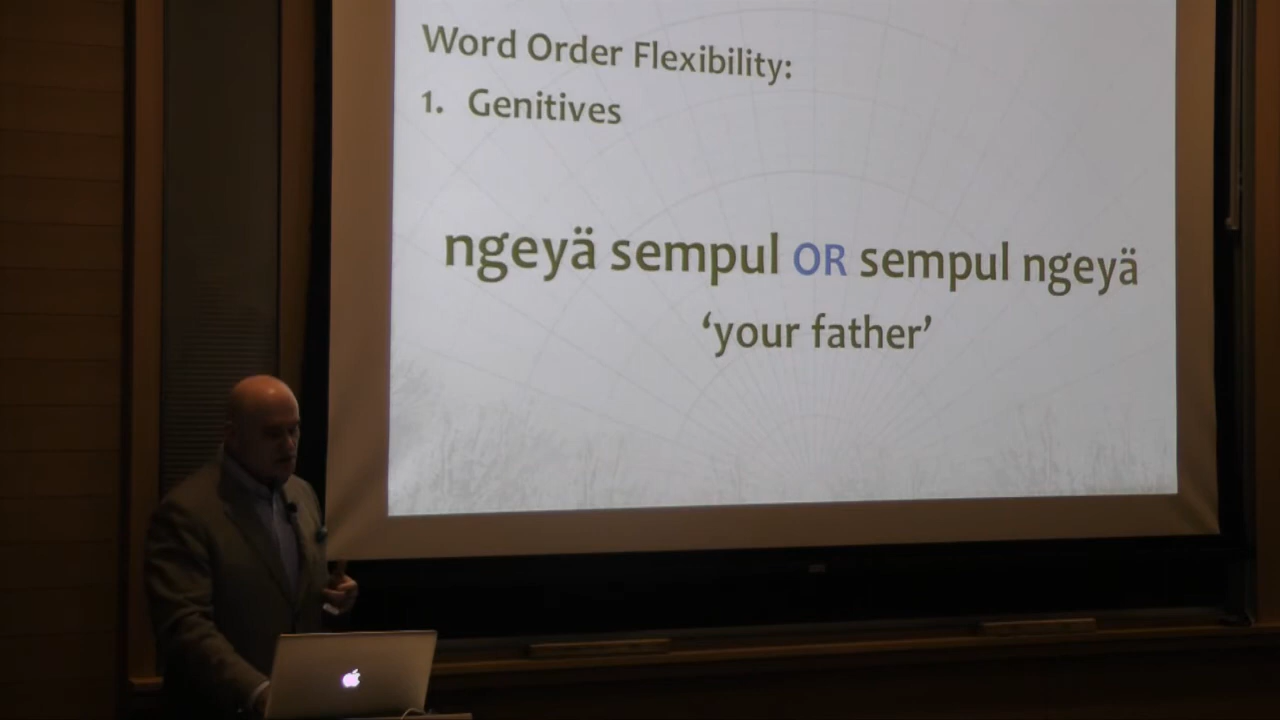 Word Order Flexibility:
1. Genitives
ngeyä sempul OR sempul ngeyä
‘your father’